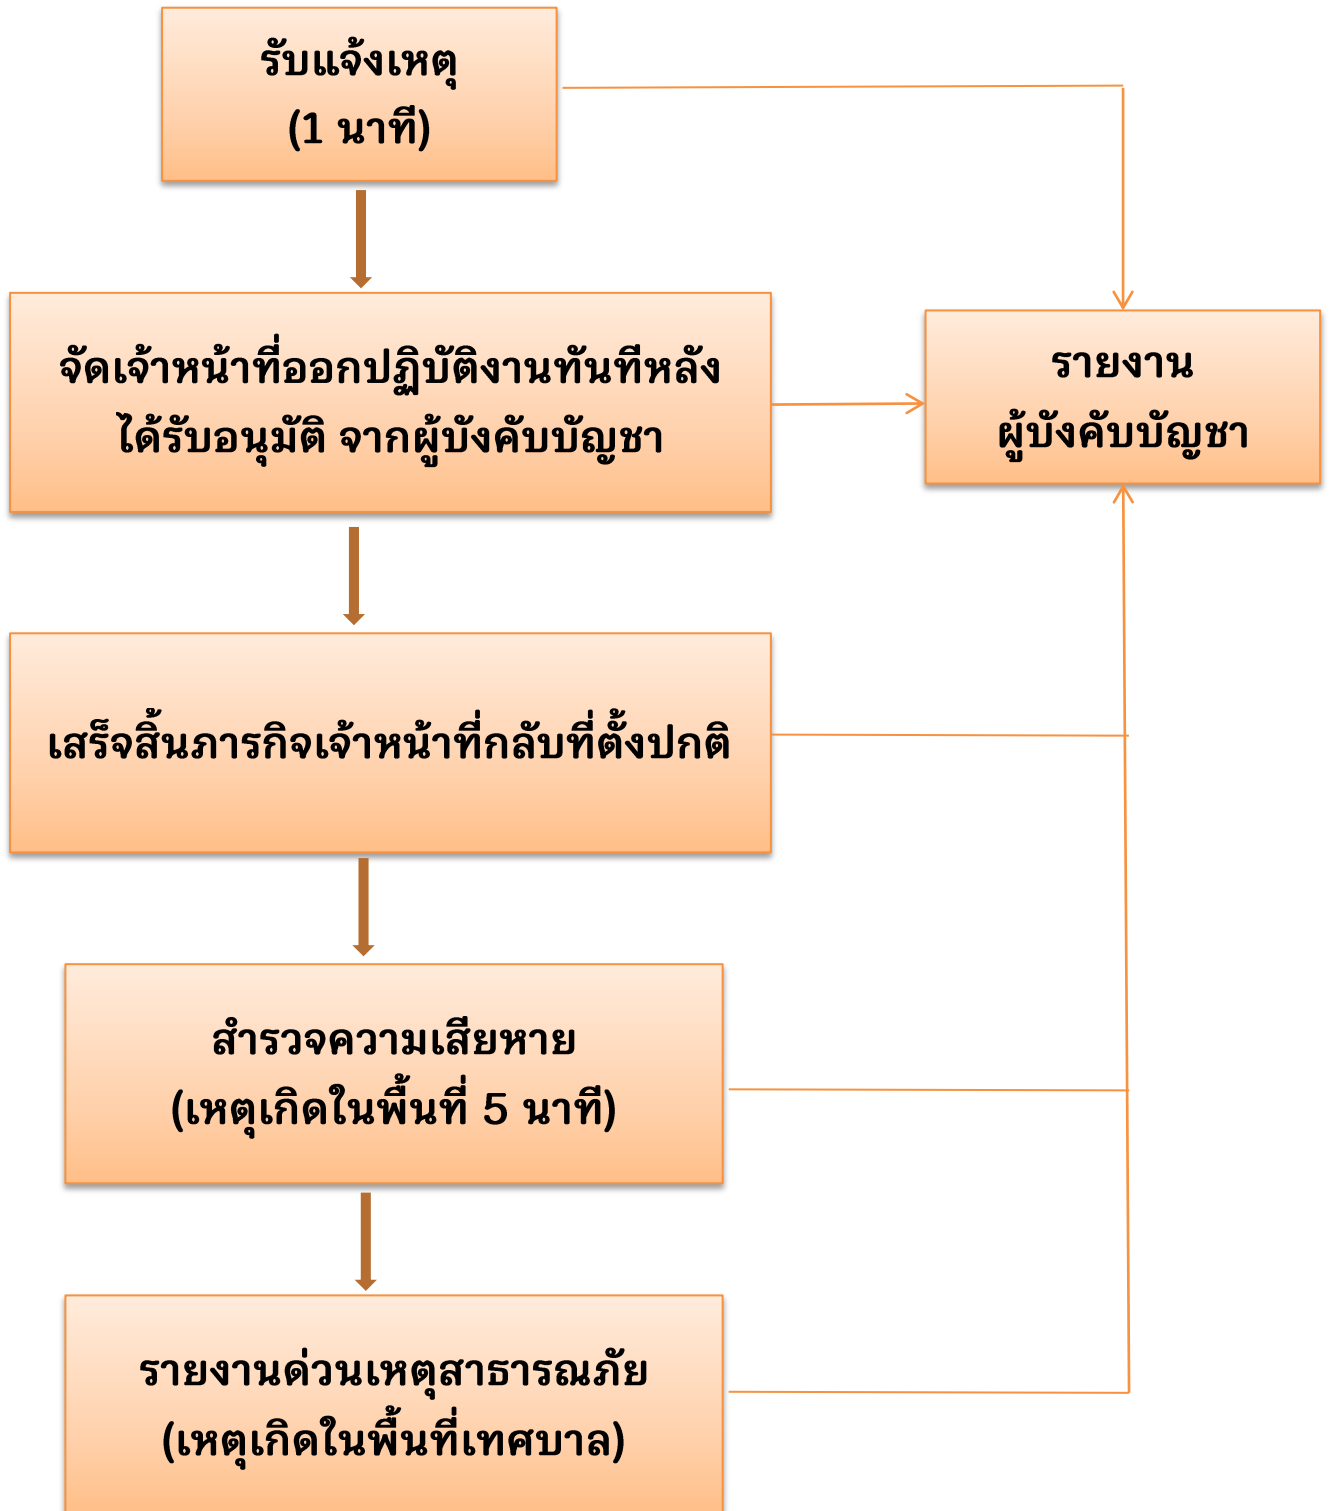 รับแจ้งเหตุ
(1 นาที)
จัดเจ้าหน้าที่ออกปฏิบัติงานทันทีหลัง
ได้รับอนุมัติ จากผู้บังคับบัญชา
รายงาน
ผู้บังคับบัญชา
เสร็จสิ้นภารกิจเจ้าหน้าที่กลับที่ตั้งปกติ
สำรวจความเสียหาย
(เหตุเกิดในพื้นที่ 5 นาที)
รายงานด่วนเหตุสาธารณภัย
(เหตุเกิดในพื้นที่เทศบาล)